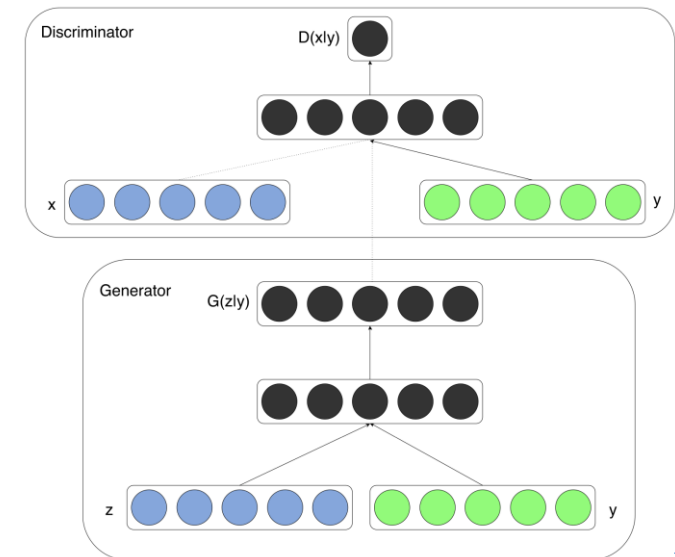 Discriminator
D(x|y)
x
y
Generator
G(z|y)
z
y